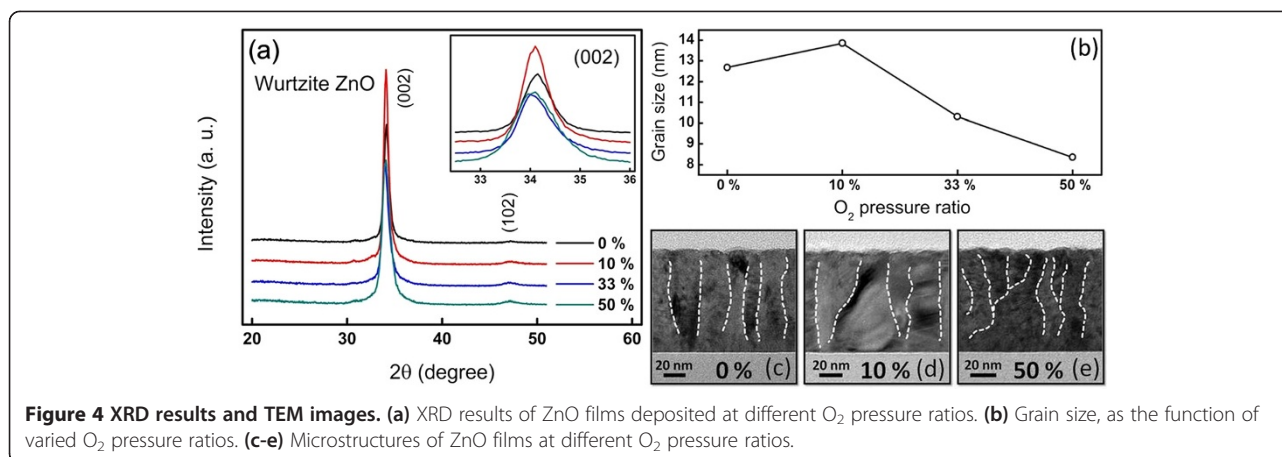 (a)
Wurtzite ZnO
(002)
(102)
Intensity (a. u.)
0 %
10 %
33 %
50 %
20 30 40 50 60
2θ (degree)
(002)
33 34 35 36
(b)
Grain size (nm)
14
13
12
11
10
9
8
0 % 10 % 33 % 50 %
O₂ pressure ratio
20 nm 0 % (c)
20 nm 10 % (d)
20 nm 50 % (e)
Figure 4 XRD results and TEM images. (a) XRD results of ZnO films deposited at different O₂ pressure ratios. (b) Grain size, as the function of
varied O₂ pressure ratios. (c-e) Microstructures of ZnO films at different O₂ pressure ratios.